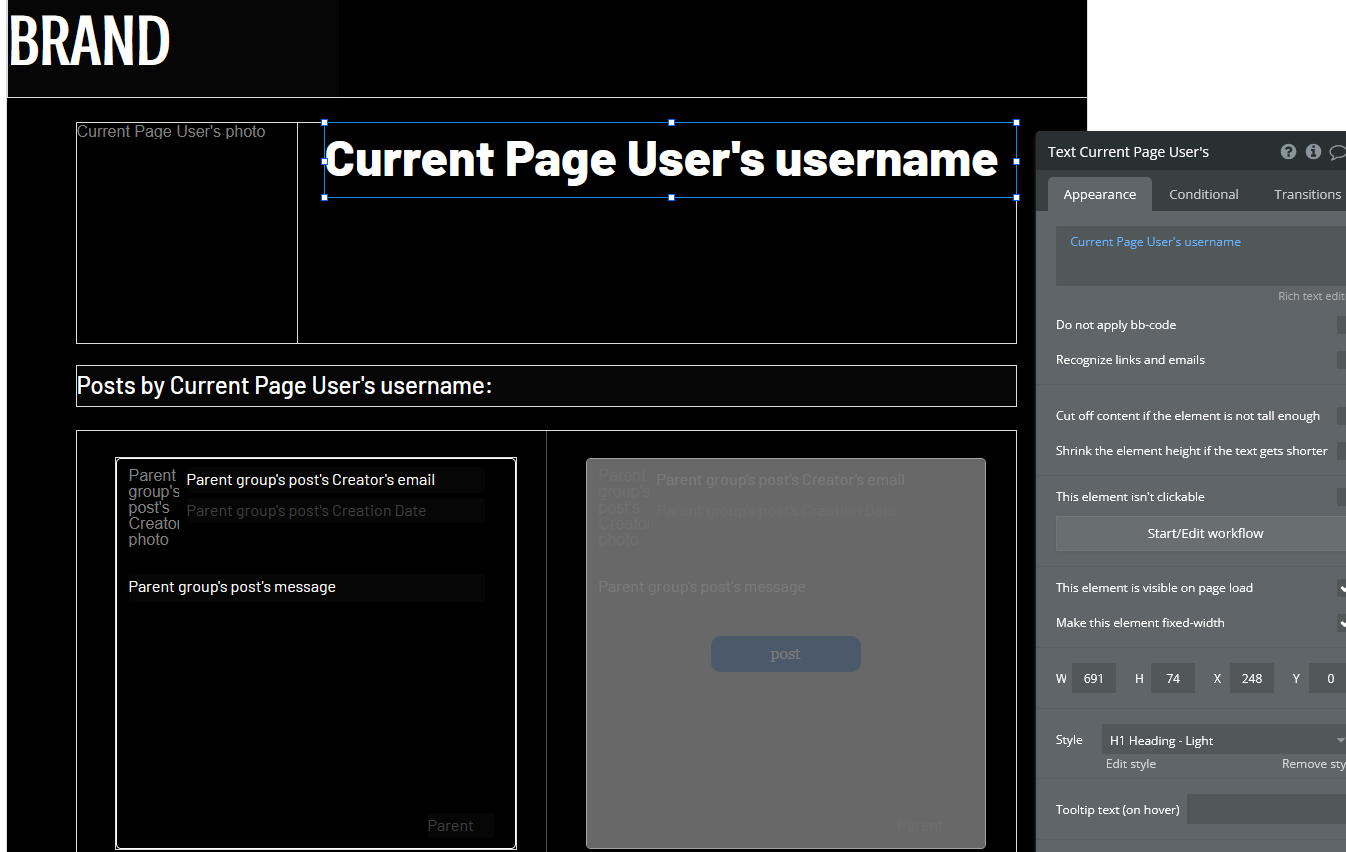 BRAND
Current Page User's photo
Current Page User's username
Posts by Current Page User's username:
Parent
group's
post's
Creator
photo
Parent group's post's Creator's email
Parent group's post's Creation Date
Parent group's post's message
Parent
Parent
group's
post's
Creator
photo
Parent group's post's Creator's email
Parent group's post's Creation Date
Parent group's post's message
post
Parent
Text Current Page User's
Appearance Conditional Transitions
Current Page User's username
Rich text edit
Do not apply bb-code
Recognize links and emails
Cut off content if the element is not tall enough
Shrink the element height if the text gets shorter
This element isn't clickable
Start/Edit workflow
This element is visible on page load
Make this element fixed-width
W 691 H 74 X 248 Y 0
Style H1 Heading - Light
Edit style Remove sty
Tooltip text (on hover)